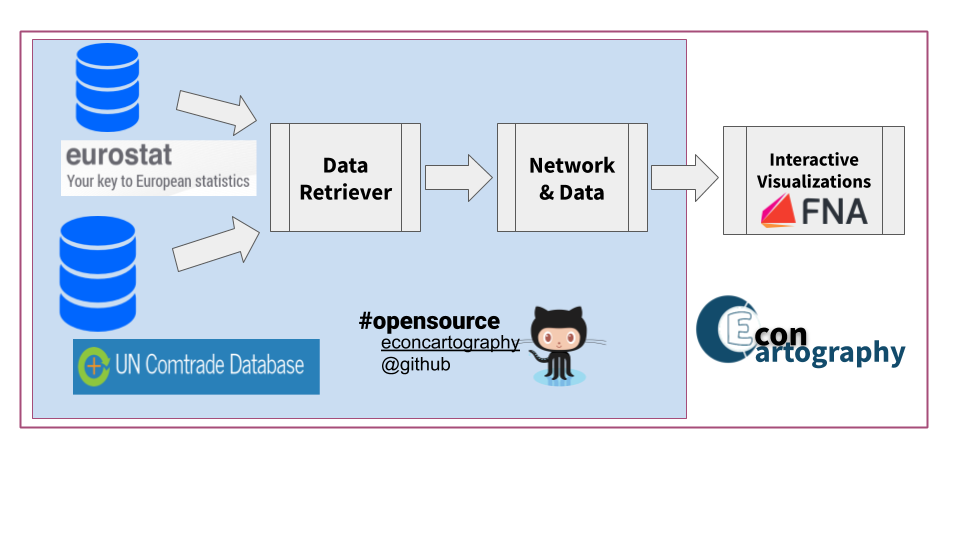 eurostat
Your key to European statistics
Data
Retriever
Network
& Data
Interactive
Visualizations
FNA
UN Comtrade Database
#opensource
econcartography
@github
Econ
artography